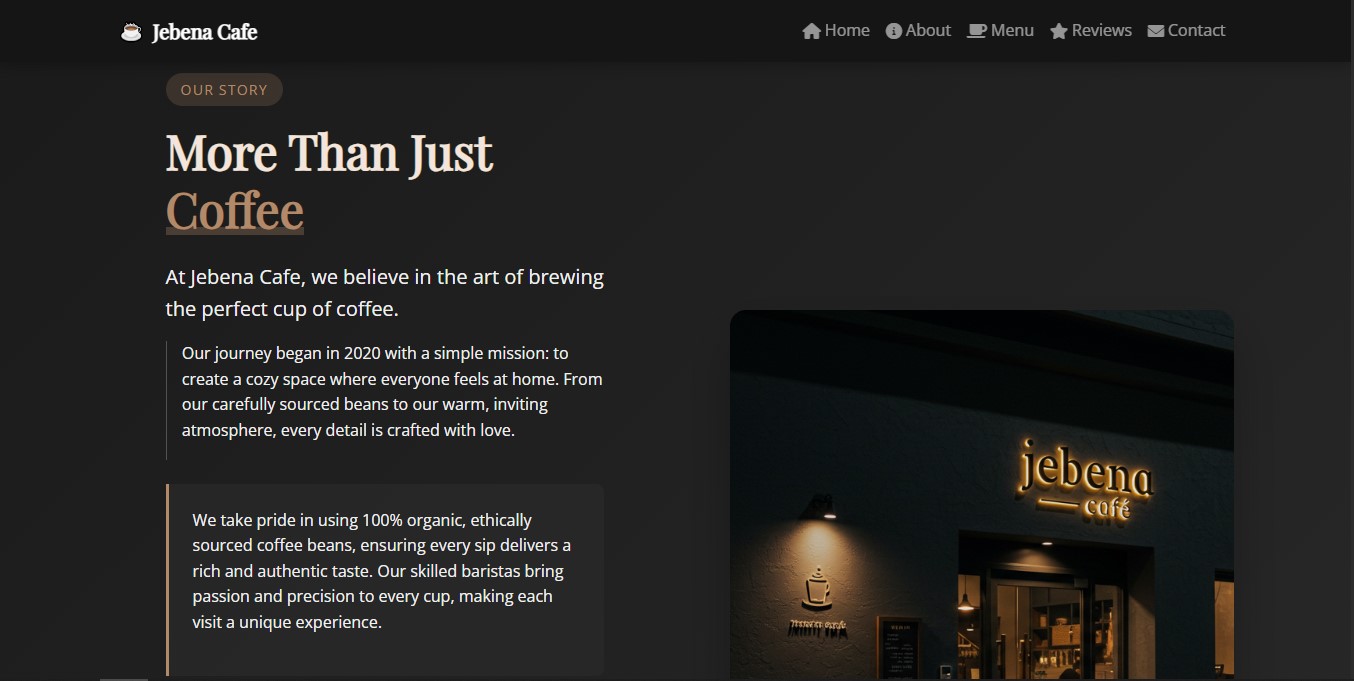 Jebena Cafe
Home About Menu Reviews Contact
OUR STORY
More Than Just
Coffee
At Jebena Cafe, we believe in the art of brewing
the perfect cup of coffee.
Our journey began in 2020 with a simple mission: to
create a cozy space where everyone feels at home. From
our carefully sourced beans to our warm, inviting
atmosphere, every detail is crafted with love.
We take pride in using 100% organic, ethically
sourced coffee beans, ensuring every sip delivers a
rich and authentic taste. Our skilled baristas bring
passion and precision to every cup, making each
visit a unique experience.
jebena
café